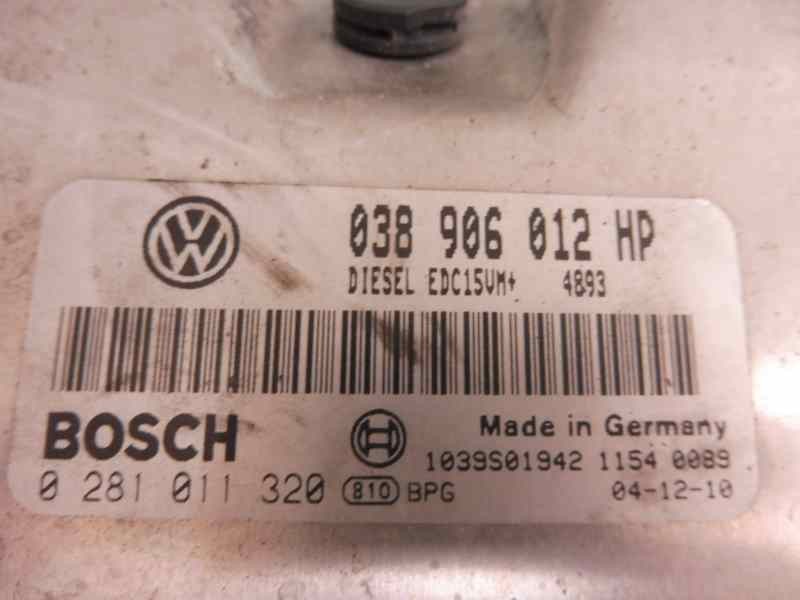 VW
038 906 012 HP
DIESEL EDC15VM+ 4893
BOSCH
Made in Germany
1039S01942 1154 0089
0 281 011 320 810 BPG 04-12-10